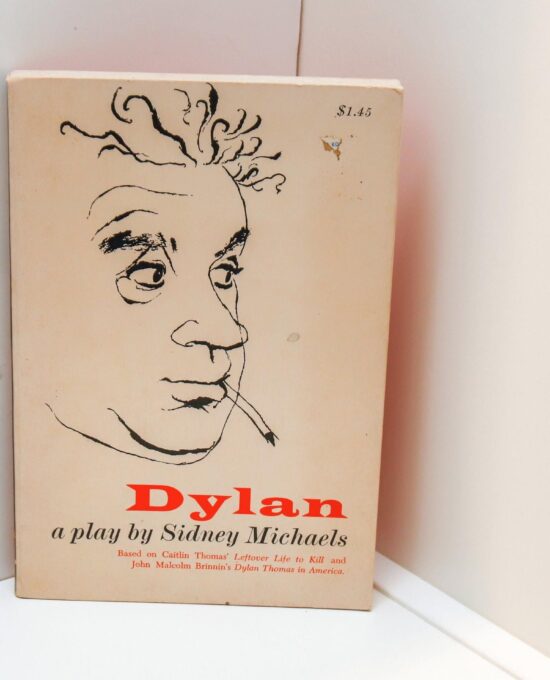 $1.45
Dylan
a play by Sidney Michaels
Based on Caitlin Thomas' Leftover Life to Kill and
John Malcolm Brinnin's Dylan Thomas in America.